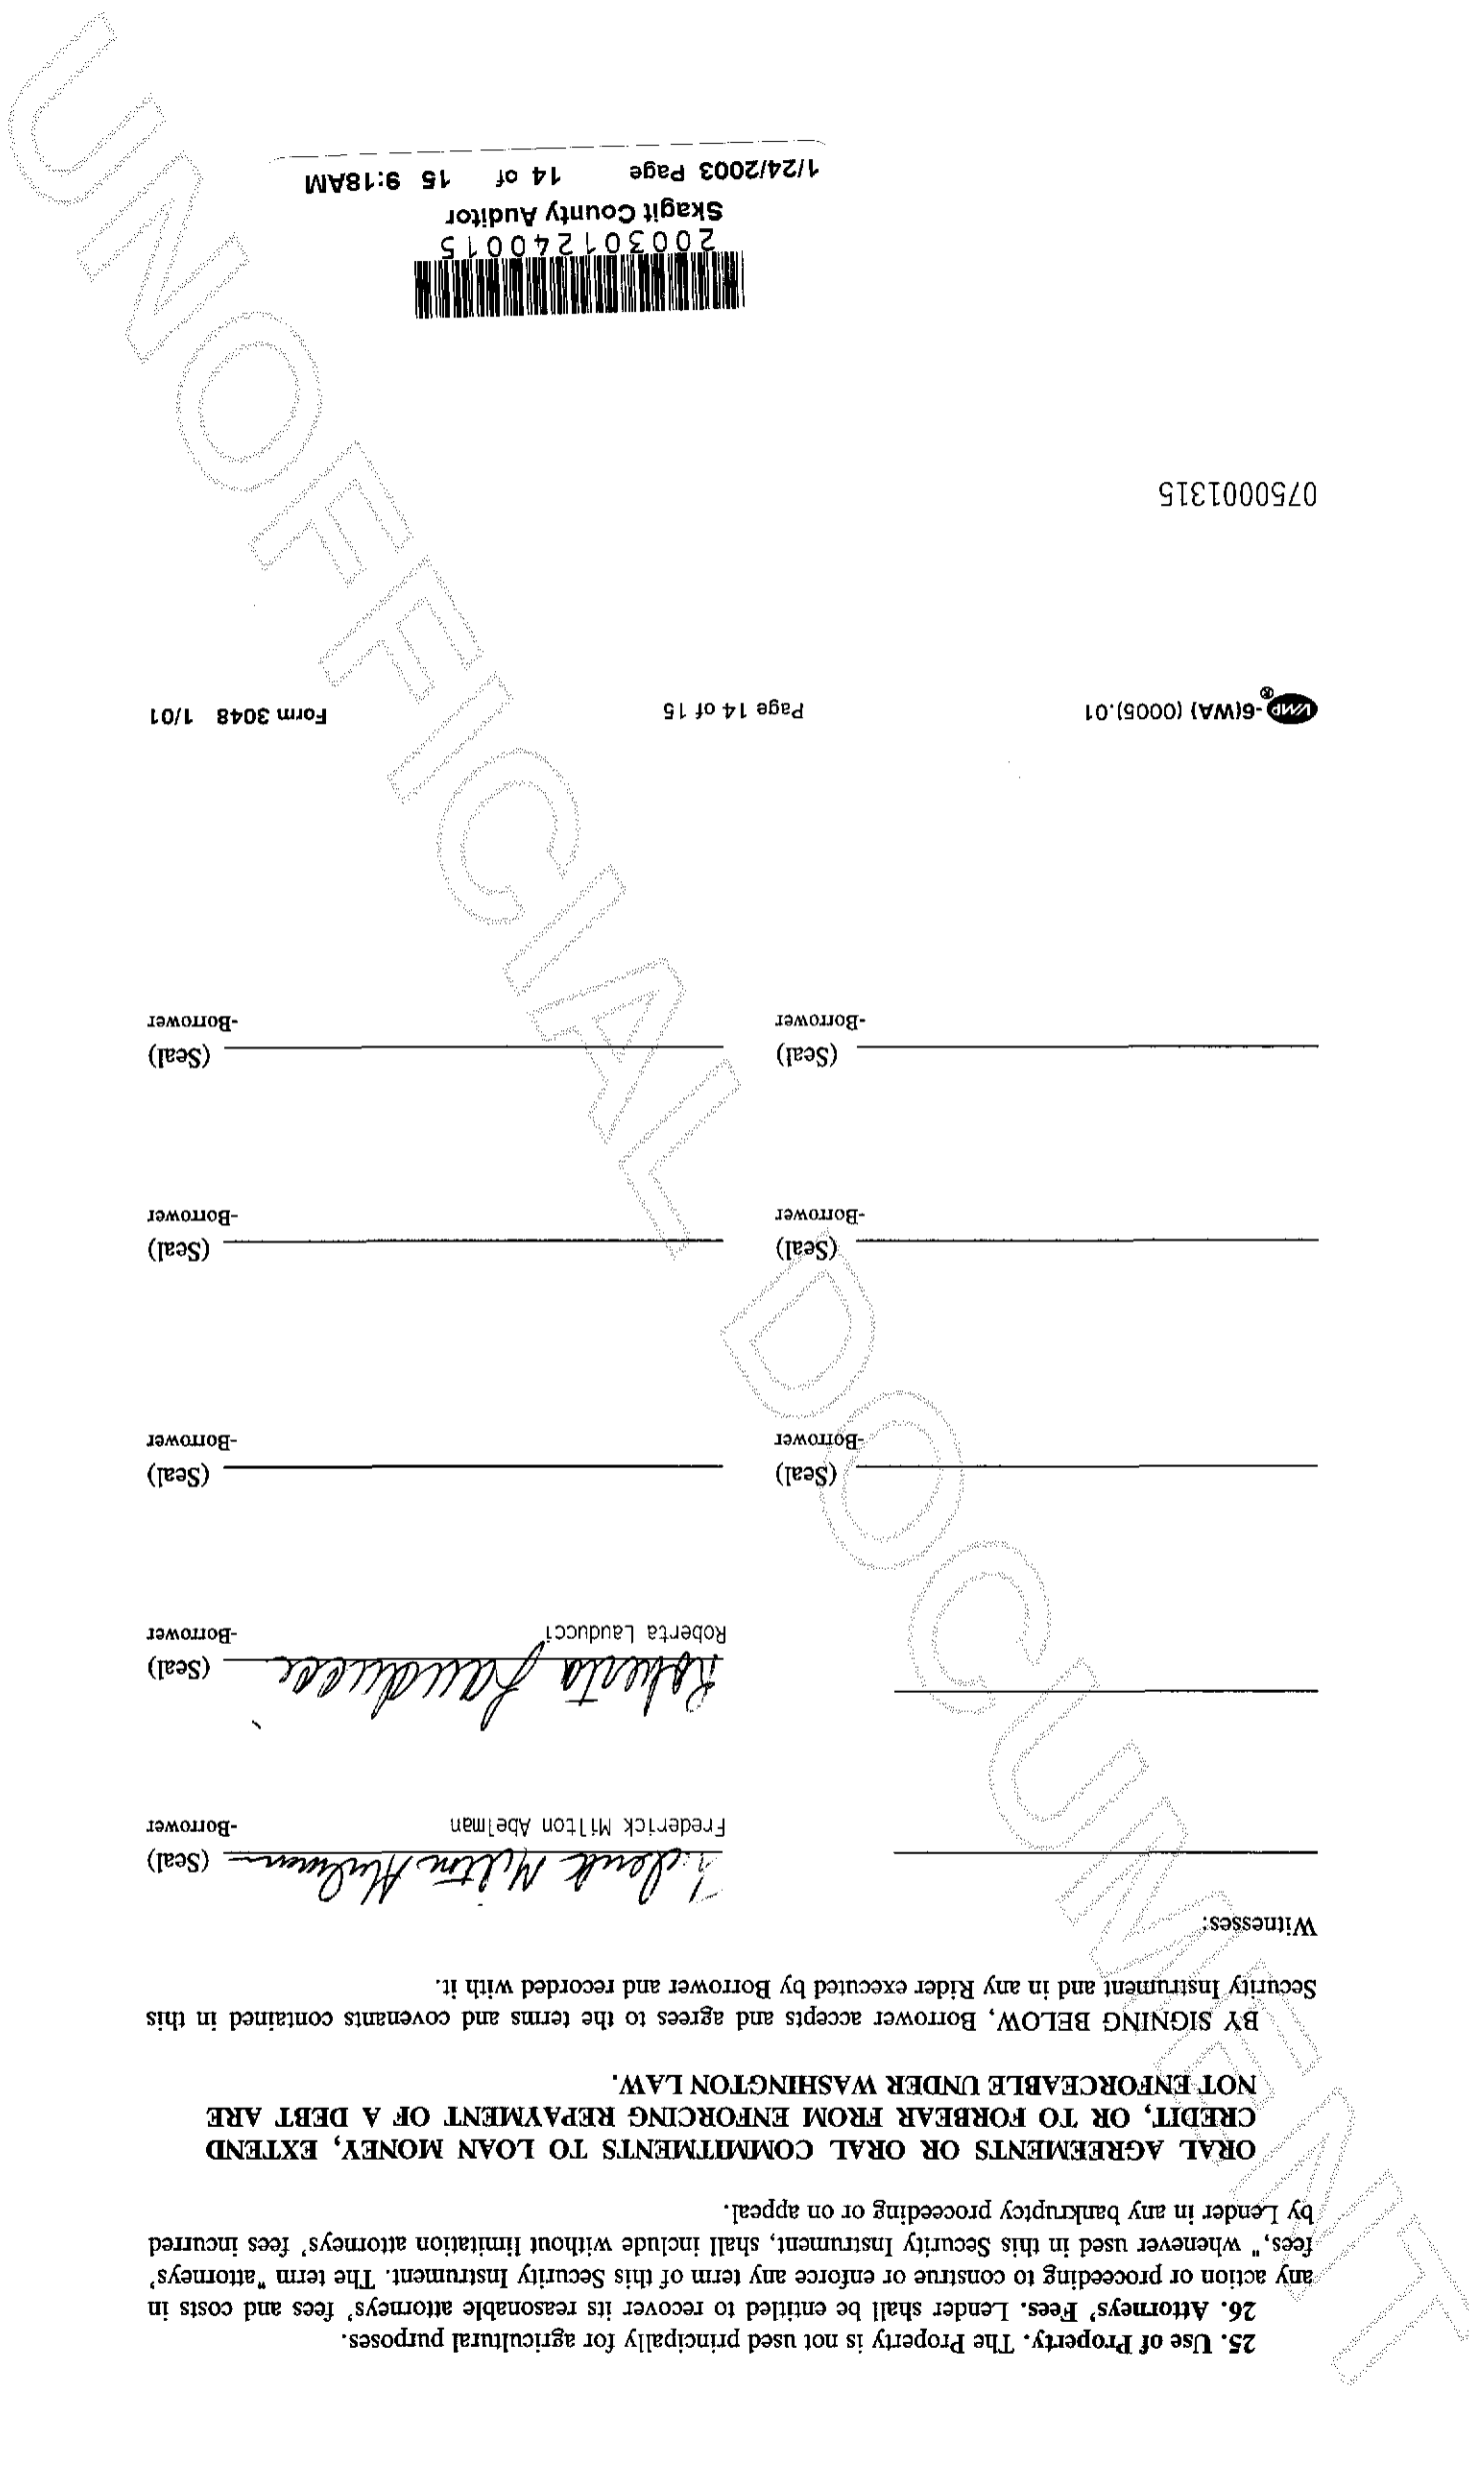 25. Use of Property. The Property is not used principally for agricultural purposes.
26. Attorneys' Fees. Lender shall be entitled to recover its reasonable attorneys' fees and costs in
any action or proceeding to construe or enforce any term of this Security Instrument. The term "attorneys'
fees," whenever used in this Security Instrument, shall include without limitation attorneys' fees incurred
by Lender in any bankruptcy proceeding or on appeal.
ORAL AGREEMENTS OR ORAL COMMITMENTS TO LOAN MONEY, EXTEND
CREDIT, OR TO FORBEAR FROM ENFORCING REPAYMENT OF A DEBT ARE
NOT ENFORCEABLE UNDER WASHINGTON LAW.
BY SIGNING BELOW, Borrower accepts and agrees to the terms and covenants contained in this
Security Instrument and in any Rider executed by Borrower and recorded with it.
Witnesses:
Milton (Seal)
Frederick Milton Abelman -Borrower
Roberta Lauducci (Seal)
Roberta Lauducci -Borrower
(Seal) (Seal)
-Borrower -Borrower
(Seal) (Seal)
-Borrower -Borrower
(Seal) (Seal)
-Borrower -Borrower
VMP® -6(WA) (0005).01 Page 14 of 15 Form 3048 1/01
0750001315
200301240015
Skagit County Auditor
1/24/2003 Page 14 of 15 9:18AM
UNOFFICIAL DOCUMENT